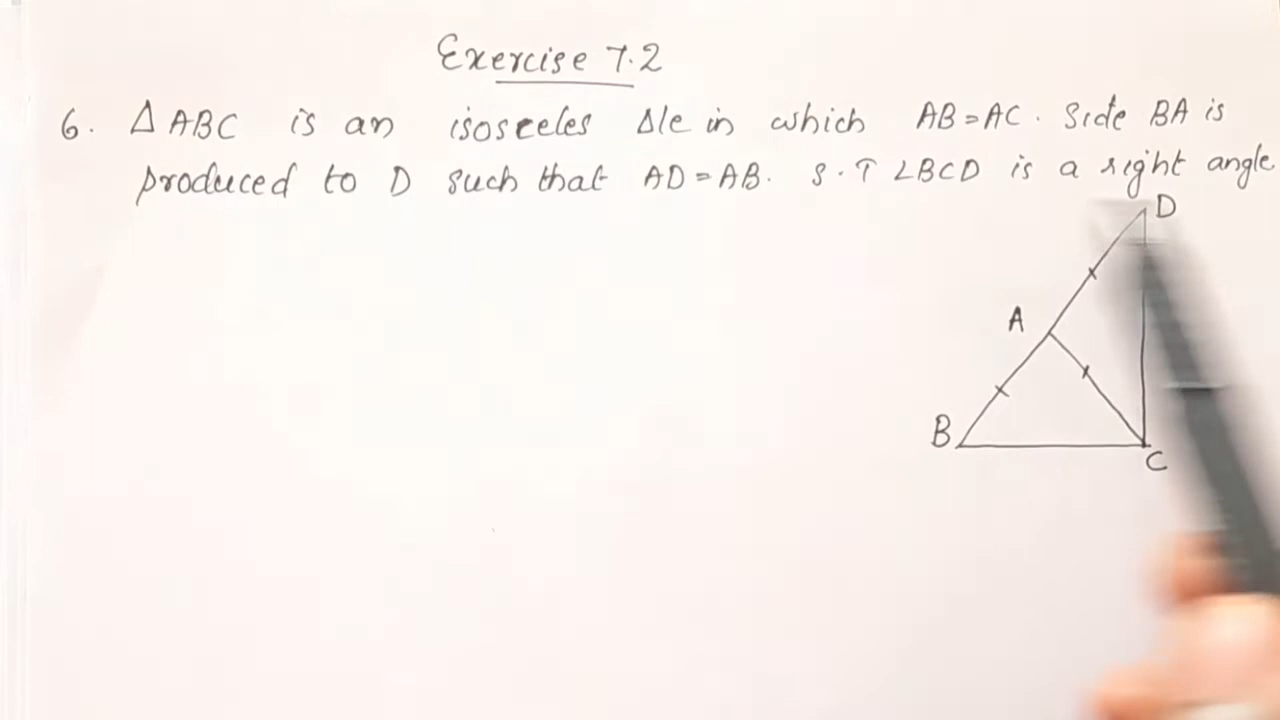 Exercise 7.2
6. ΔABC is an isosceles Δle in which AB=AC. Side BA is
produced to D such that AD=AB. S.T ∠BCD is a right angle
D
A
B
C